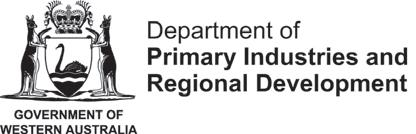 Department of
Primary Industries and
Regional Development
GOVERNMENT OF
WESTERN AUSTRALIA